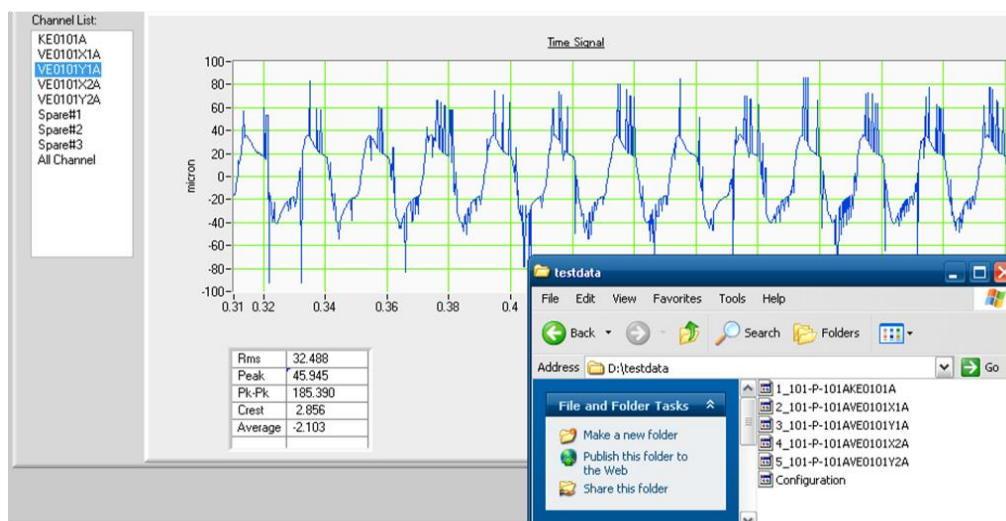 Channel List:
KE0101A
VE0101X1A
VE0101Y1A
VE0101X2A
VE0101Y2A
Spare#1
Spare#2
Spare#3
All Channel
Time Signal
100
80
60
40
20
0
-20
-40
-60
-80
-100
micron
0.31 0.32 0.34 0.36 0.38 0.4
Rms 32.488
Peak 45.945
Pk-Pk 185.390
Crest 2.856
Average -2.103
testdata
File Edit View Favorites Tools Help
Back Search Folders
Address D:\testdata Go
File and Folder Tasks
Make a new folder
Publish this folder to
the Web
Share this folder
1_101-P-101AKE0101A
2_101-P-101AVE0101X1A
3_101-P-101AVE0101Y1A
4_101-P-101AVE0101X2A
5_101-P-101AVE0101Y2A
Configuration